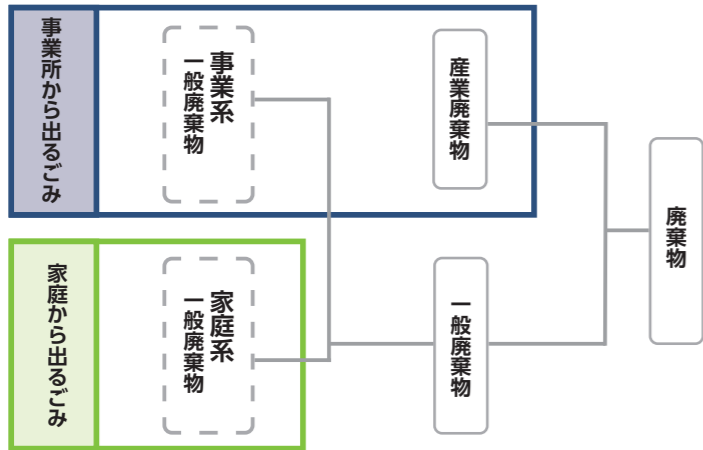 廃棄物
産業廃棄物
一般廃棄物
事業系
一般廃棄物
家庭系
一般廃棄物
事業所から出るごみ
家庭から出るごみ